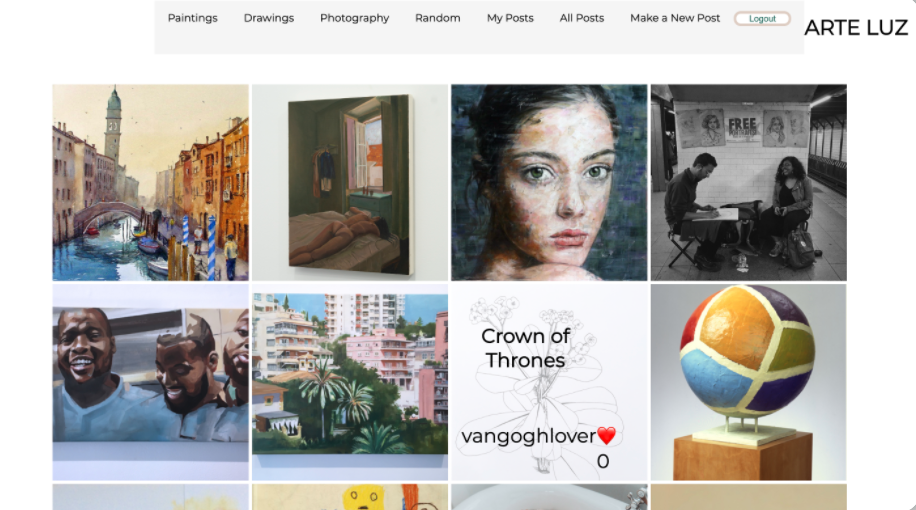 Paintings Drawings Photography Random My Posts All Posts Make a New Post Logout
ARTE LUZ
FREE
Crown of
Thrones
vangoghlover❤️
0